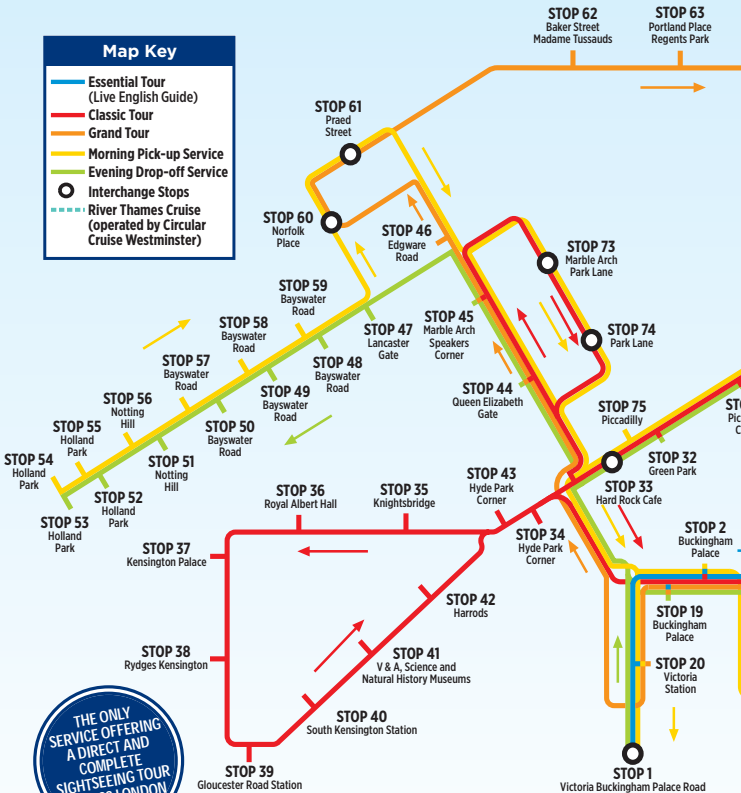 Map Key
Essential Tour
(Live English Guide)
Classic Tour
Grand Tour
Morning Pick-up Service
Evening Drop-off Service
Interchange Stops
River Thames Cruise
(operated by Circular
Cruise Westminster)
STOP 62
Baker Street
Madame Tussauds
STOP 63
Portland Place
Regents Park
STOP 61
Praed
Street
STOP 60
Norfolk
Place
STOP 46
Edgware
Road
STOP 73
Marble Arch
Park Lane
STOP 59
Bayswater
Road
STOP 58
Bayswater
Road
STOP 47
Lancaster
Gate
STOP 45
Marble Arch
Speakers
Corner
STOP 74
Park Lane
STOP 57
Bayswater
Road
STOP 48
Bayswater
Road
STOP 49
Bayswater
Road
STOP 44
Queen Elizabeth
Gate
STOP 56
Notting
Hill
STOP 50
Bayswater
Road
STOP 75
Piccadilly
STOP 55
Holland
Park
STOP 54
Holland
Park
STOP 51
Notting
Hill
STOP 32
Green Park
STOP 52
Holland
Park
STOP 53
Holland
Park
STOP 43
Hyde Park
Corner
STOP 33
Hard Rock Cafe
STOP 36
Royal Albert Hall
STOP 35
Knightsbridge
STOP 34
Hyde Park
Corner
STOP 2
Buckingham
Palace
STOP 37
Kensington Palace
STOP 42
Harrods
STOP 19
Buckingham
Palace
STOP 38
Rydges Kensington
STOP 41
V & A, Science and
Natural History Museums
STOP 20
Victoria
Station
STOP 40
South Kensington Station
STOP 39
Gloucester Road Station
STOP 1
Victoria Buckingham Palace Road
THE ONLY
SERVICE OFFERING
A DIRECT AND
COMPLETE
SIGHTSEEING TOUR
LONDON